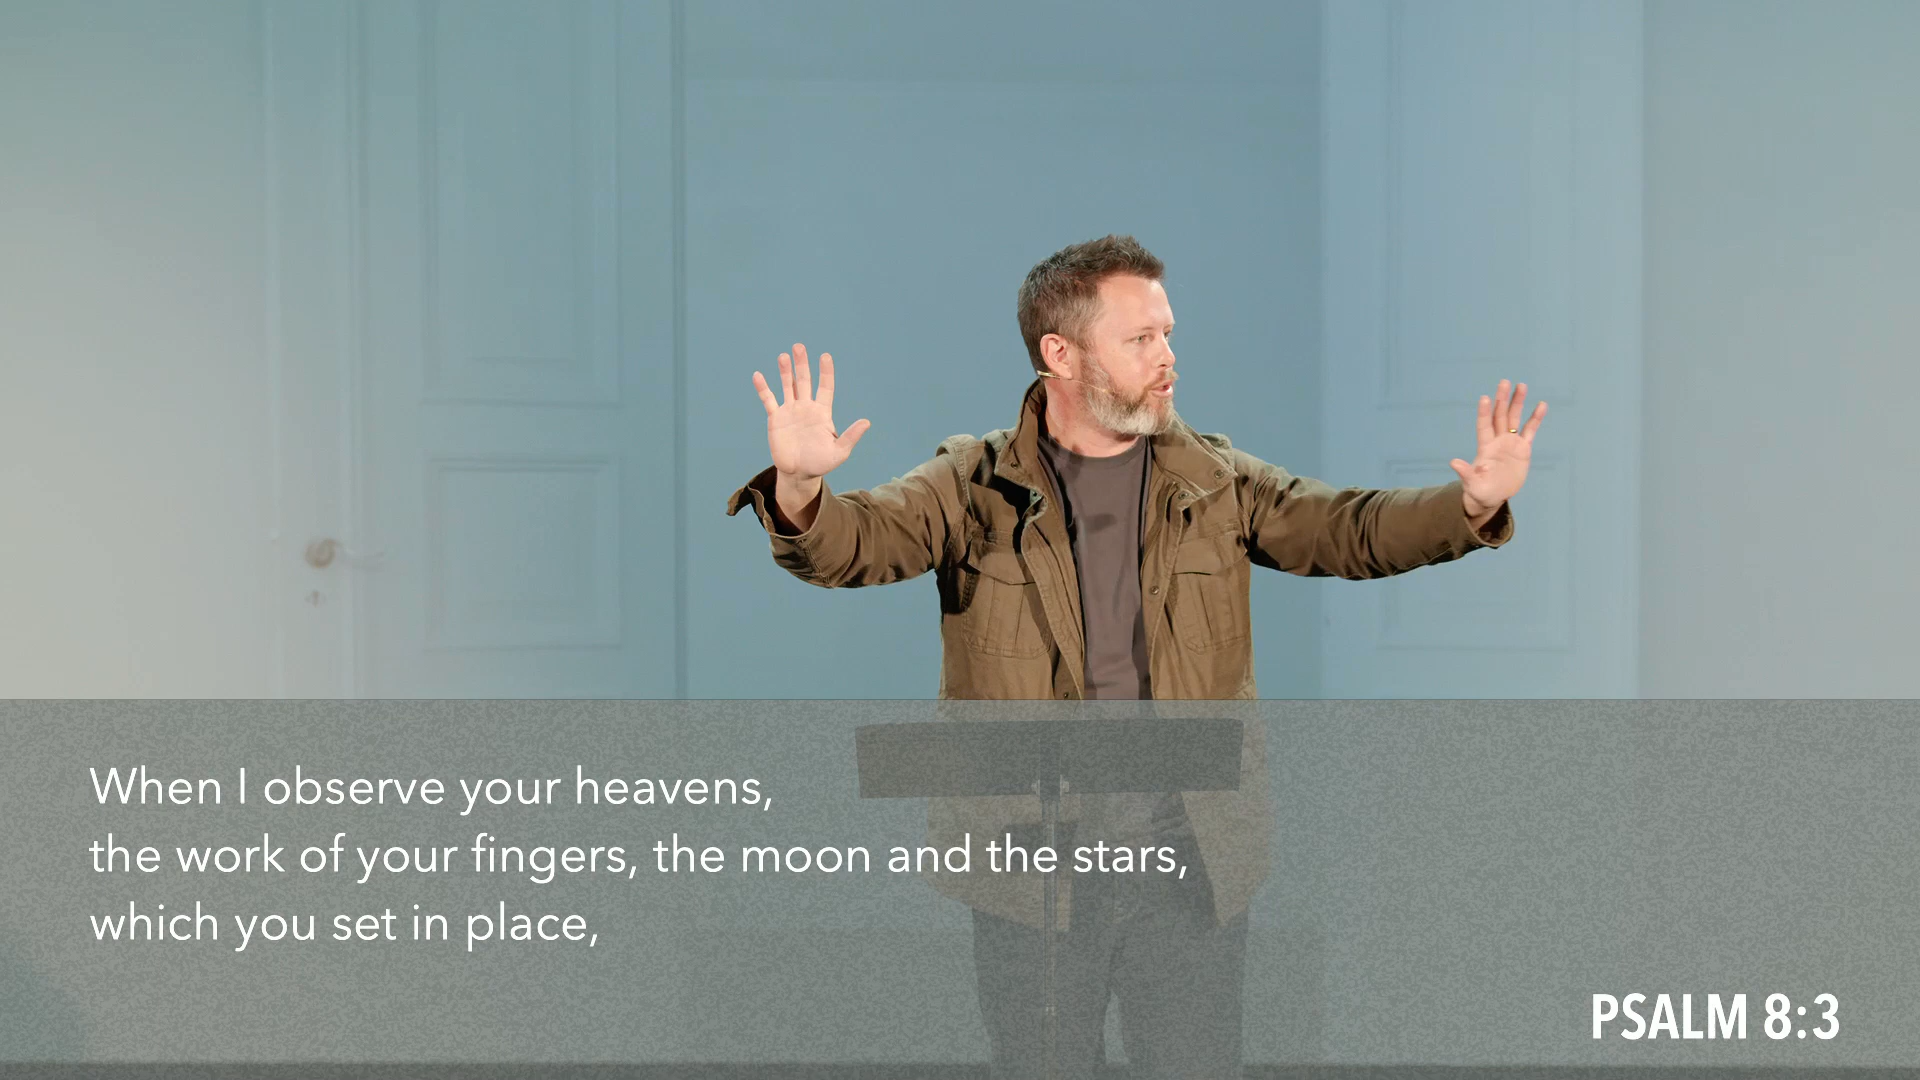 When I observe your heavens,
the work of your fingers, the moon and the stars,
which you set in place,
PSALM 8:3